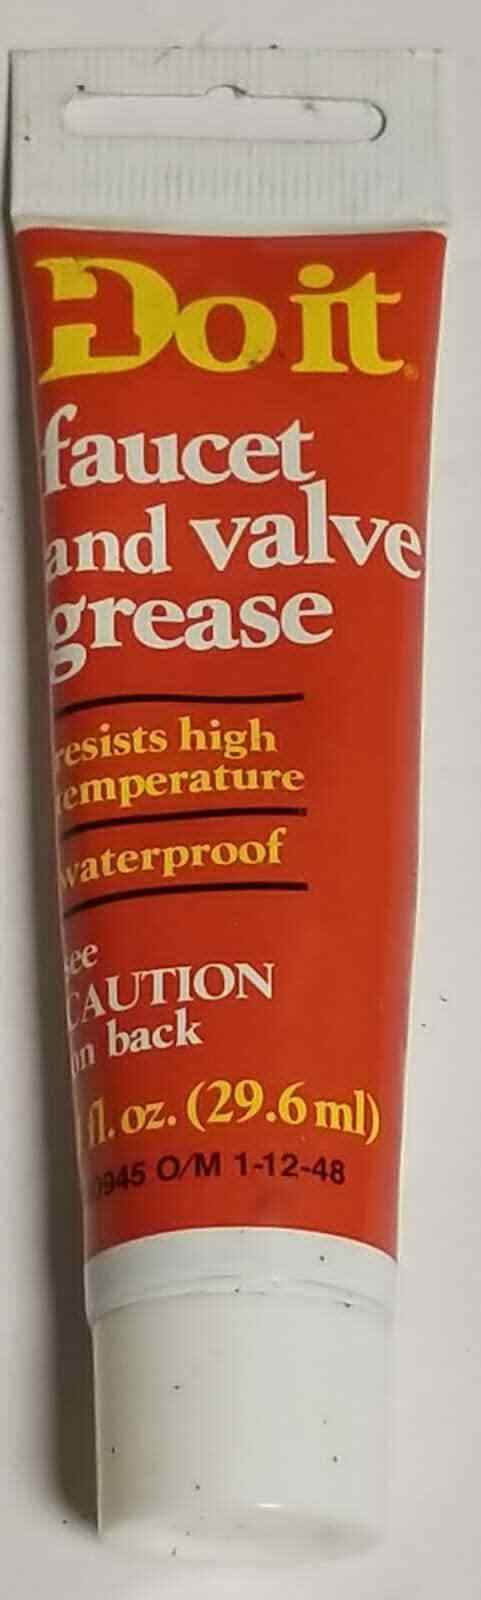 Do it®
faucet
and valve
grease
resists high
temperature
waterproof
see
CAUTION
on back
fl. oz. (29.6 ml)
945 O/M 1-12-48